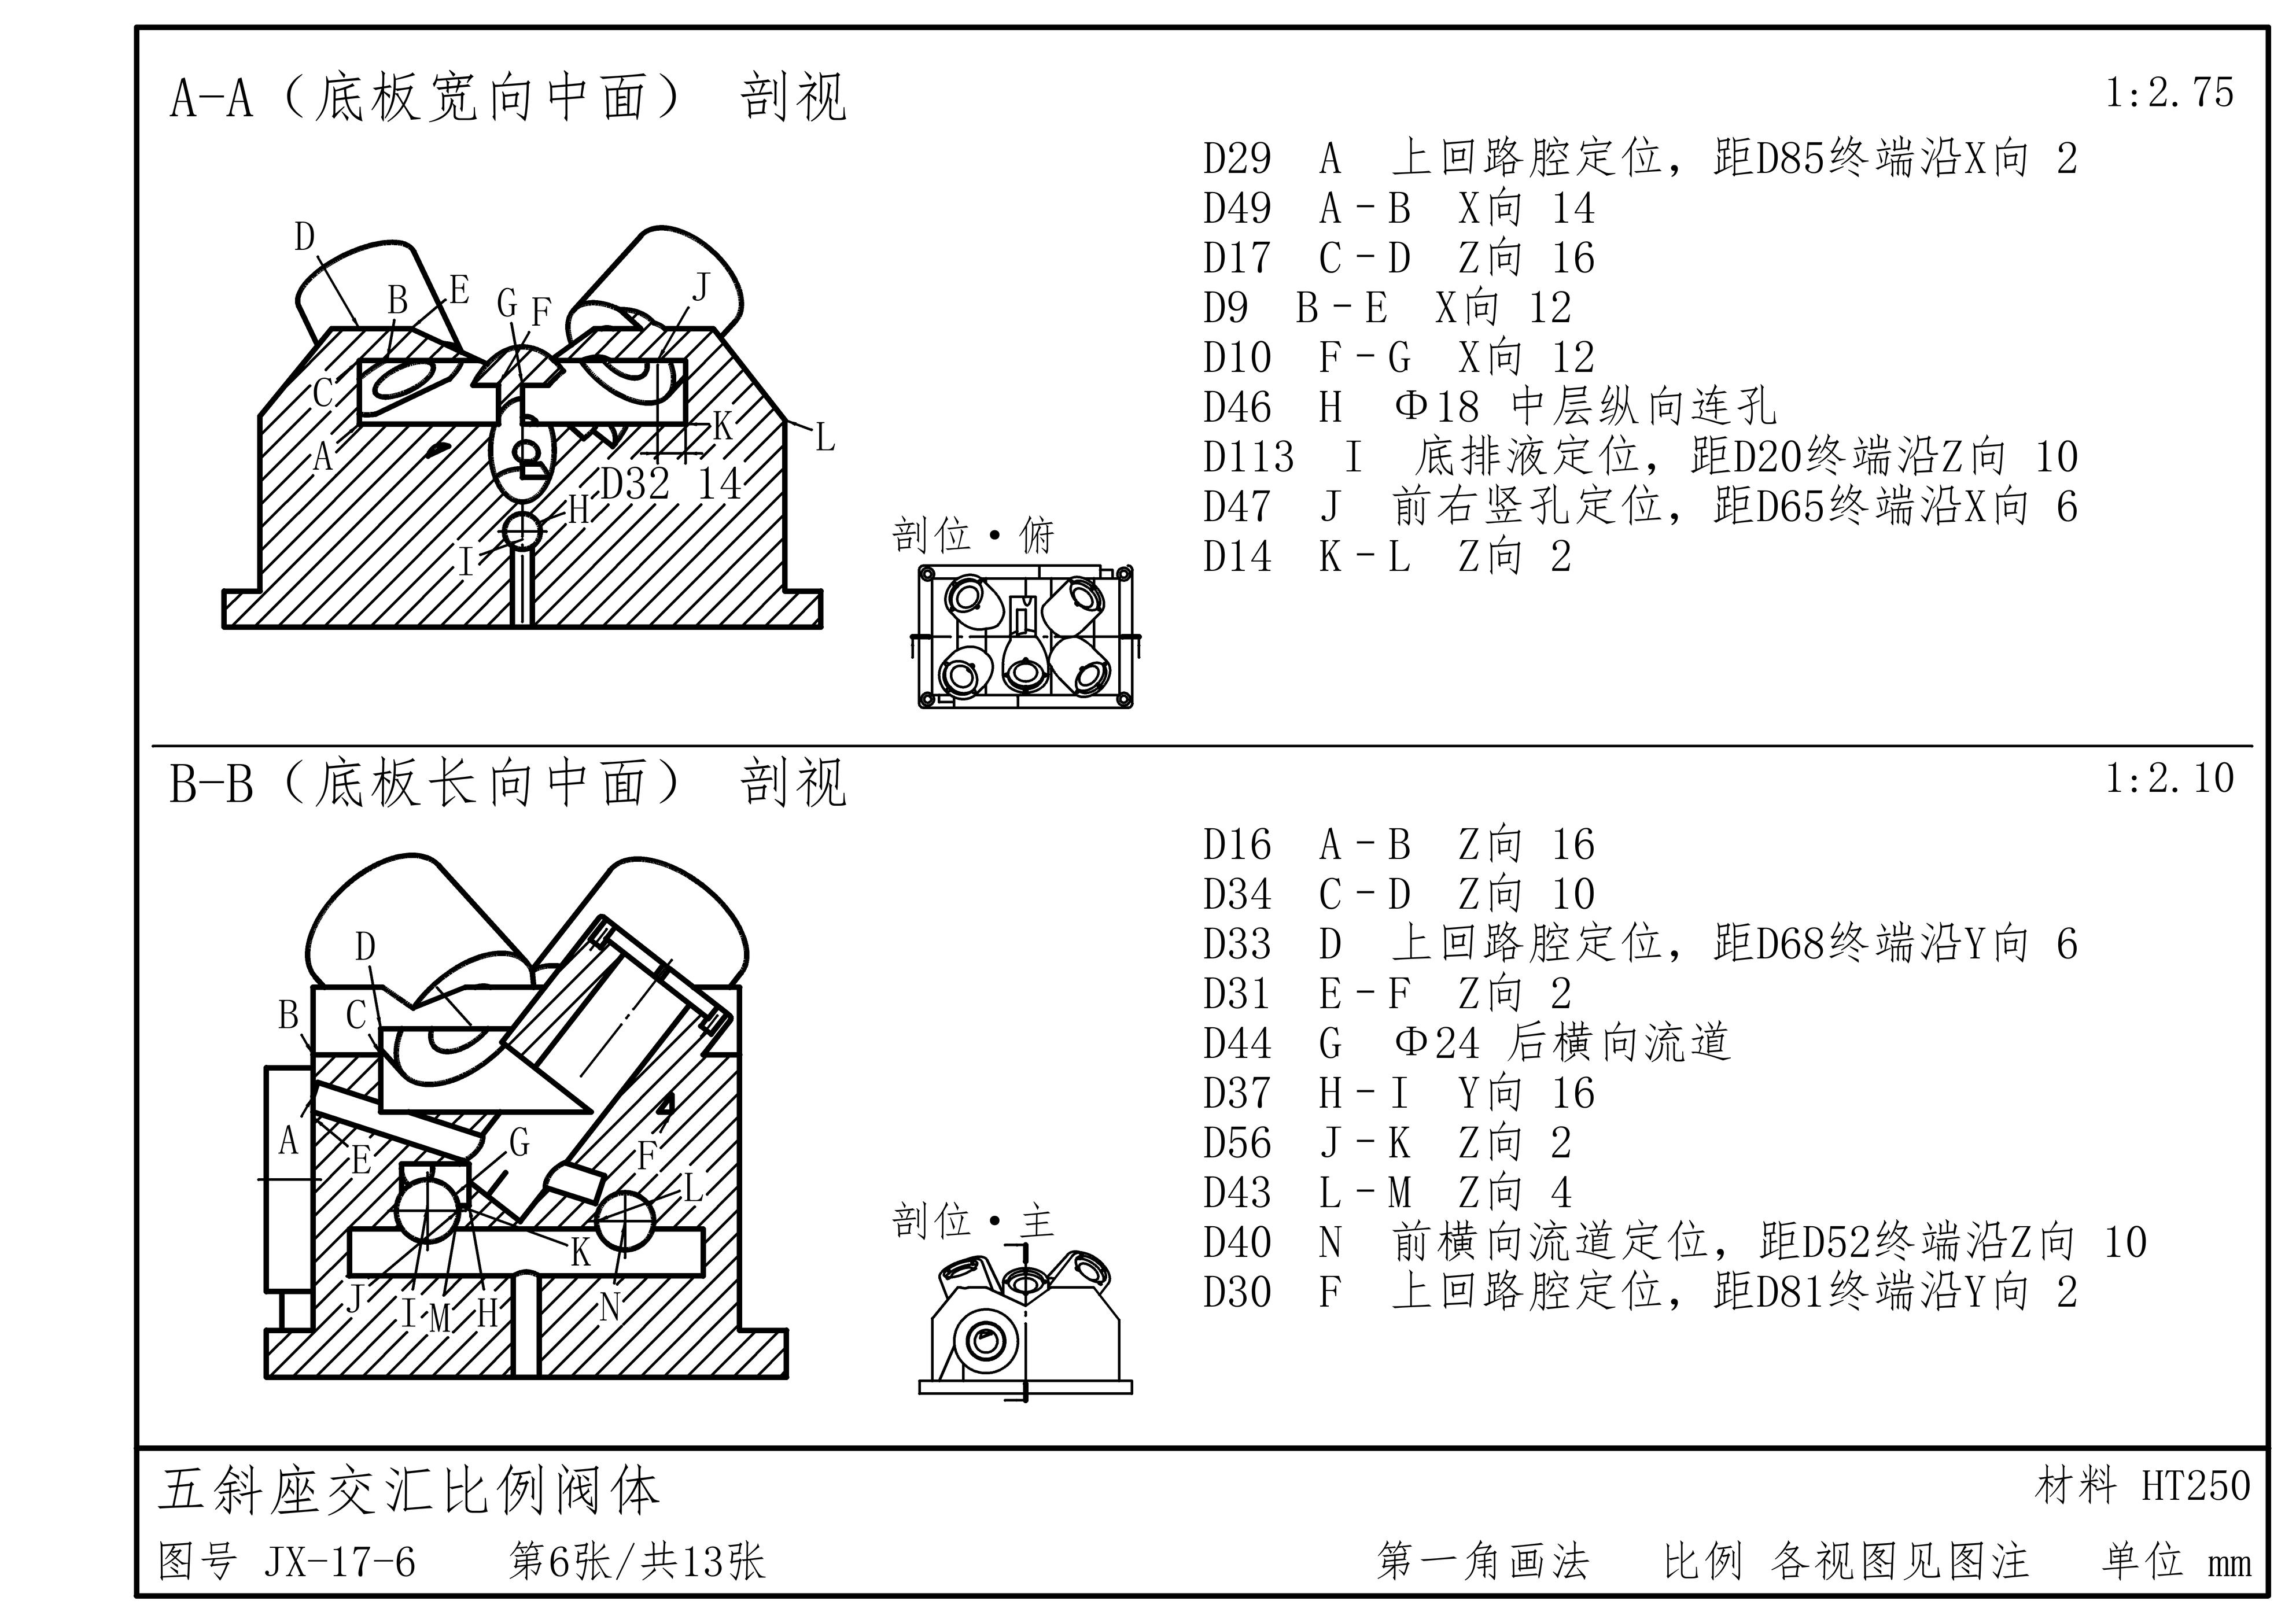 A-A（底板宽向中面） 剖视 1:2.75
D29 A 上回路腔定位，距D85终端沿X向 2
D49 A-B X向 14
D17 C-D Z向 16
D9 B-E X向 12
D10 F-G X向 12
D46 H Φ18 中层纵向连孔
D113 I 底排液定位，距D20终端沿Z向 10
D47 J 前右竖孔定位，距D65终端沿X向 6
D14 K-L Z向 2
D
B
E
G
F
J
C
A
K
L
D32 14
H
I
剖位·俯
B-B（底板长向中面） 剖视 1:2.10
D16 A-B Z向 16
D34 C-D Z向 10
D33 D 上回路腔定位，距D68终端沿Y向 6
D31 E-F Z向 2
D44 G Φ24 后横向流道
D37 H-I Y向 16
D56 J-K Z向 2
D43 L-M Z向 4
D40 N 前横向流道定位，距D52终端沿Z向 10
D30 F 上回路腔定位，距D81终端沿Y向 2
D
B
C
A
E
G
F
L
K
J
I
M
H
N
剖位·主
五斜座交汇比例阀体 材料 HT250
图号 JX-17-6 第6张/共13张 第一角画法 比例 各视图见图注 单位 mm